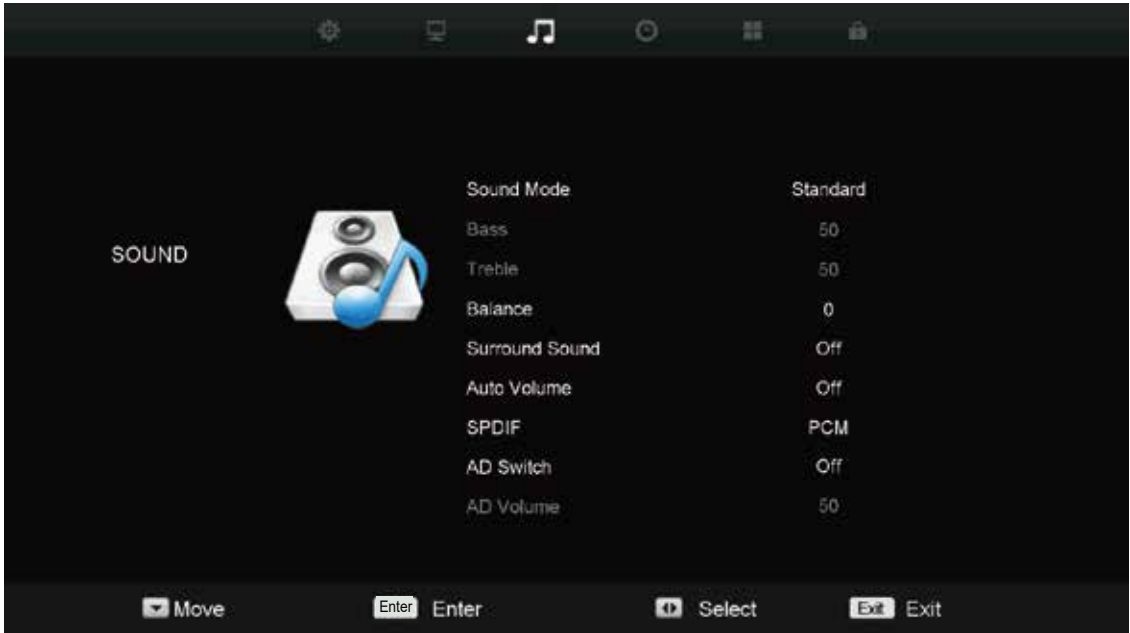 Sound Mode Standard
Bass 50
SOUND
Treble 50
Balance 0
Surround Sound Off
Auto Volume Off
SPDIF PCM
AD Switch Off
AD Volume 50
Move Enter Enter Select Exit Exit